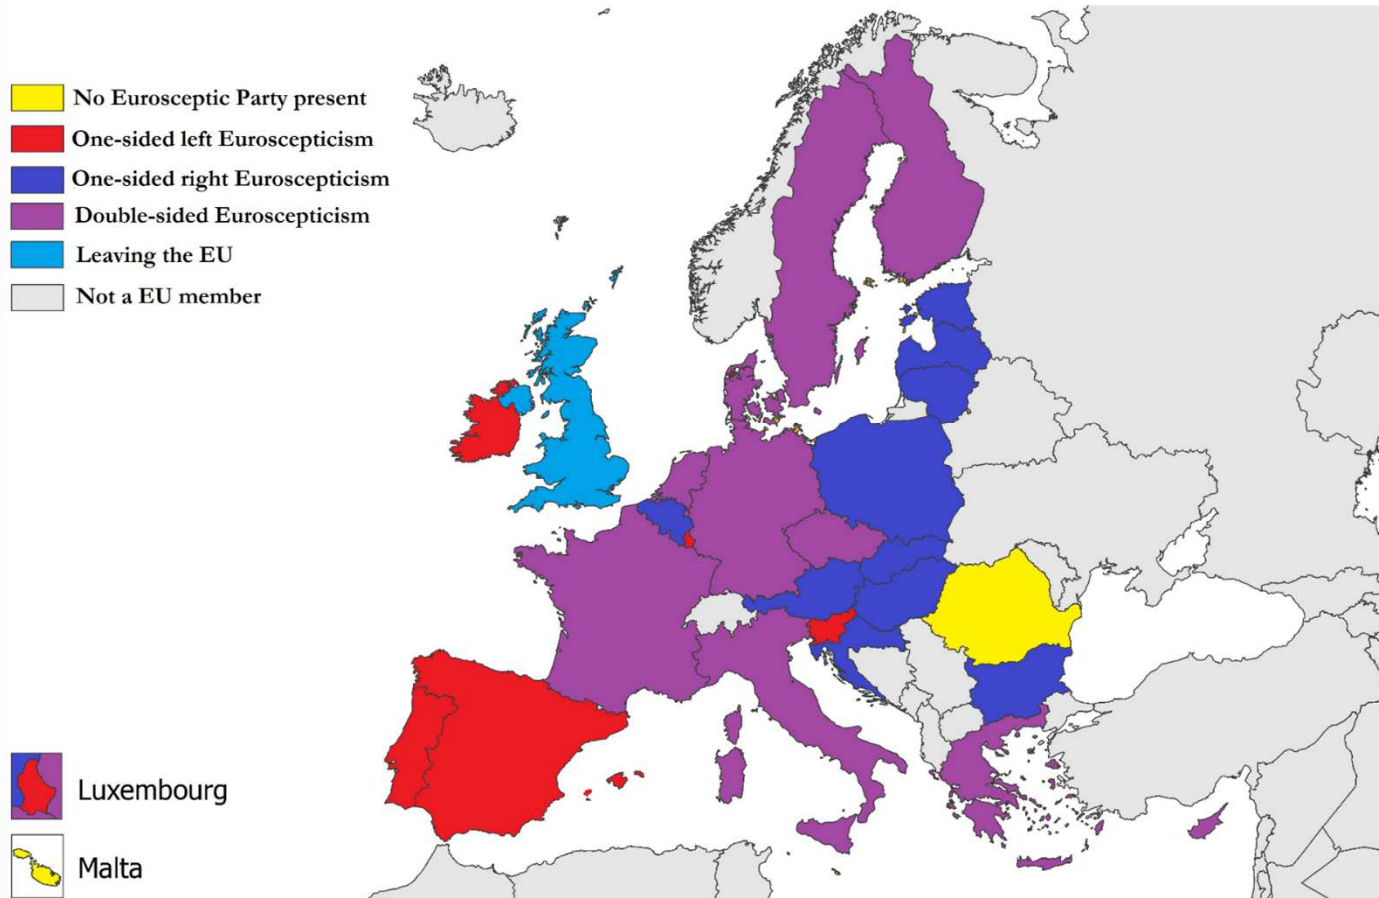 No Eurosceptic Party present
One-sided left Euroscepticism
One-sided right Euroscepticism
Double-sided Euroscepticism
Leaving the EU
Not a EU member
Luxembourg
Malta